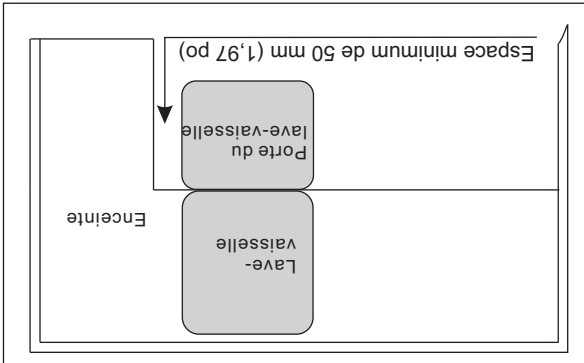 Lave-
vaisselle
Enceinte
Porte du
lave-vaisselle
Espace minimum de 50 mm (1,97 po)